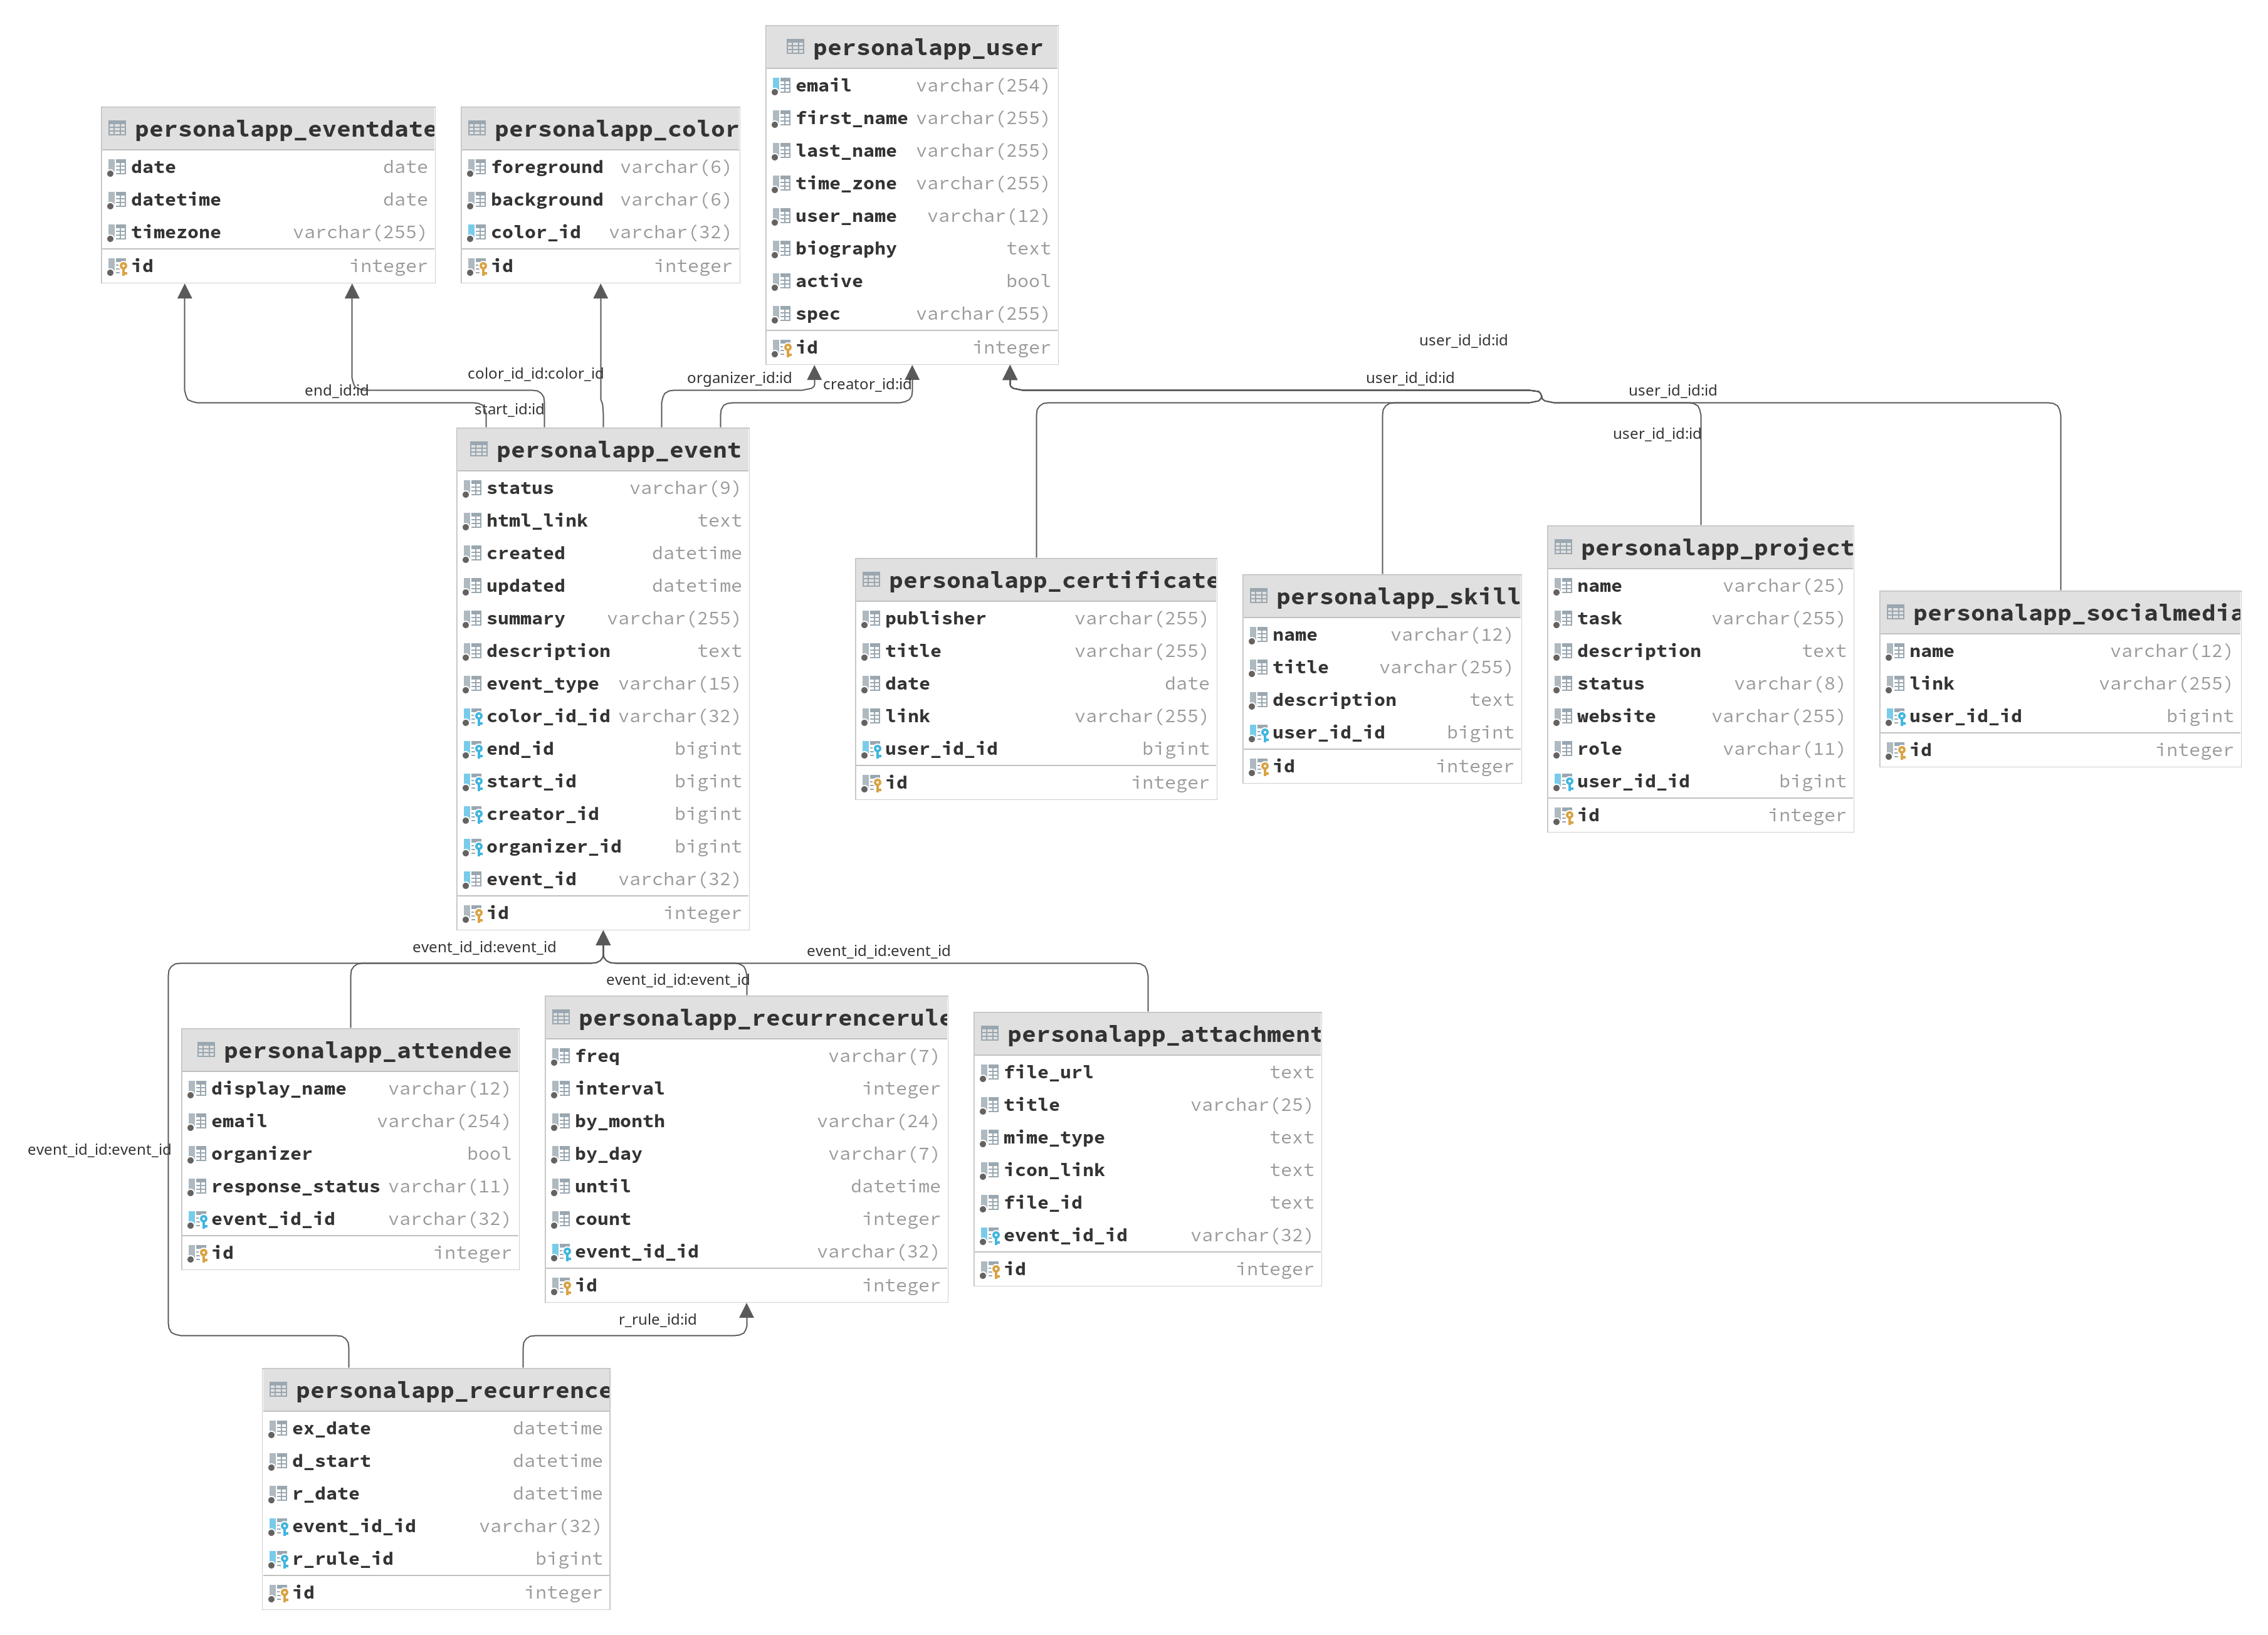 personalapp_user
email varchar(254)
first_name varchar(255)
last_name varchar(255)
time_zone varchar(255)
user_name varchar(12)
biography text
active bool
spec varchar(255)
id integer
personalapp_eventdate
date date
datetime date
timezone varchar(255)
id integer
personalapp_color
foreground varchar(6)
background varchar(6)
color_id varchar(32)
id integer
end_id:id
color_id_id:color_id
start_id:id
organizer_id:id
creator_id:id
user_id_id:id
user_id_id:id
user_id_id:id
user_id_id:id
personalapp_event
status varchar(9)
html_link text
created datetime
updated datetime
summary varchar(255)
description text
event_type varchar(15)
color_id_id varchar(32)
end_id bigint
start_id bigint
creator_id bigint
organizer_id bigint
event_id varchar(32)
id integer
personalapp_certificate
publisher varchar(255)
title varchar(255)
date date
link varchar(255)
user_id_id bigint
id integer
personalapp_skill
name varchar(12)
title varchar(255)
description text
user_id_id bigint
id integer
personalapp_project
name varchar(25)
task varchar(255)
description text
status varchar(8)
website varchar(255)
role varchar(11)
user_id_id bigint
id integer
personalapp_socialmedia
name varchar(12)
link varchar(255)
user_id_id bigint
id integer
event_id_id:event_id
event_id_id:event_id
event_id_id:event_id
event_id_id:event_id
personalapp_attendee
display_name varchar(12)
email varchar(254)
organizer bool
response_status varchar(11)
event_id_id varchar(32)
id integer
personalapp_recurrencerule
freq varchar(7)
interval integer
by_month varchar(24)
by_day varchar(7)
until datetime
count integer
event_id_id varchar(32)
id integer
personalapp_attachment
file_url text
title varchar(25)
mime_type text
icon_link text
file_id text
event_id_id varchar(32)
id integer
r_rule_id:id
personalapp_recurrence
ex_date datetime
d_start datetime
r_date datetime
event_id_id varchar(32)
r_rule_id bigint
id integer